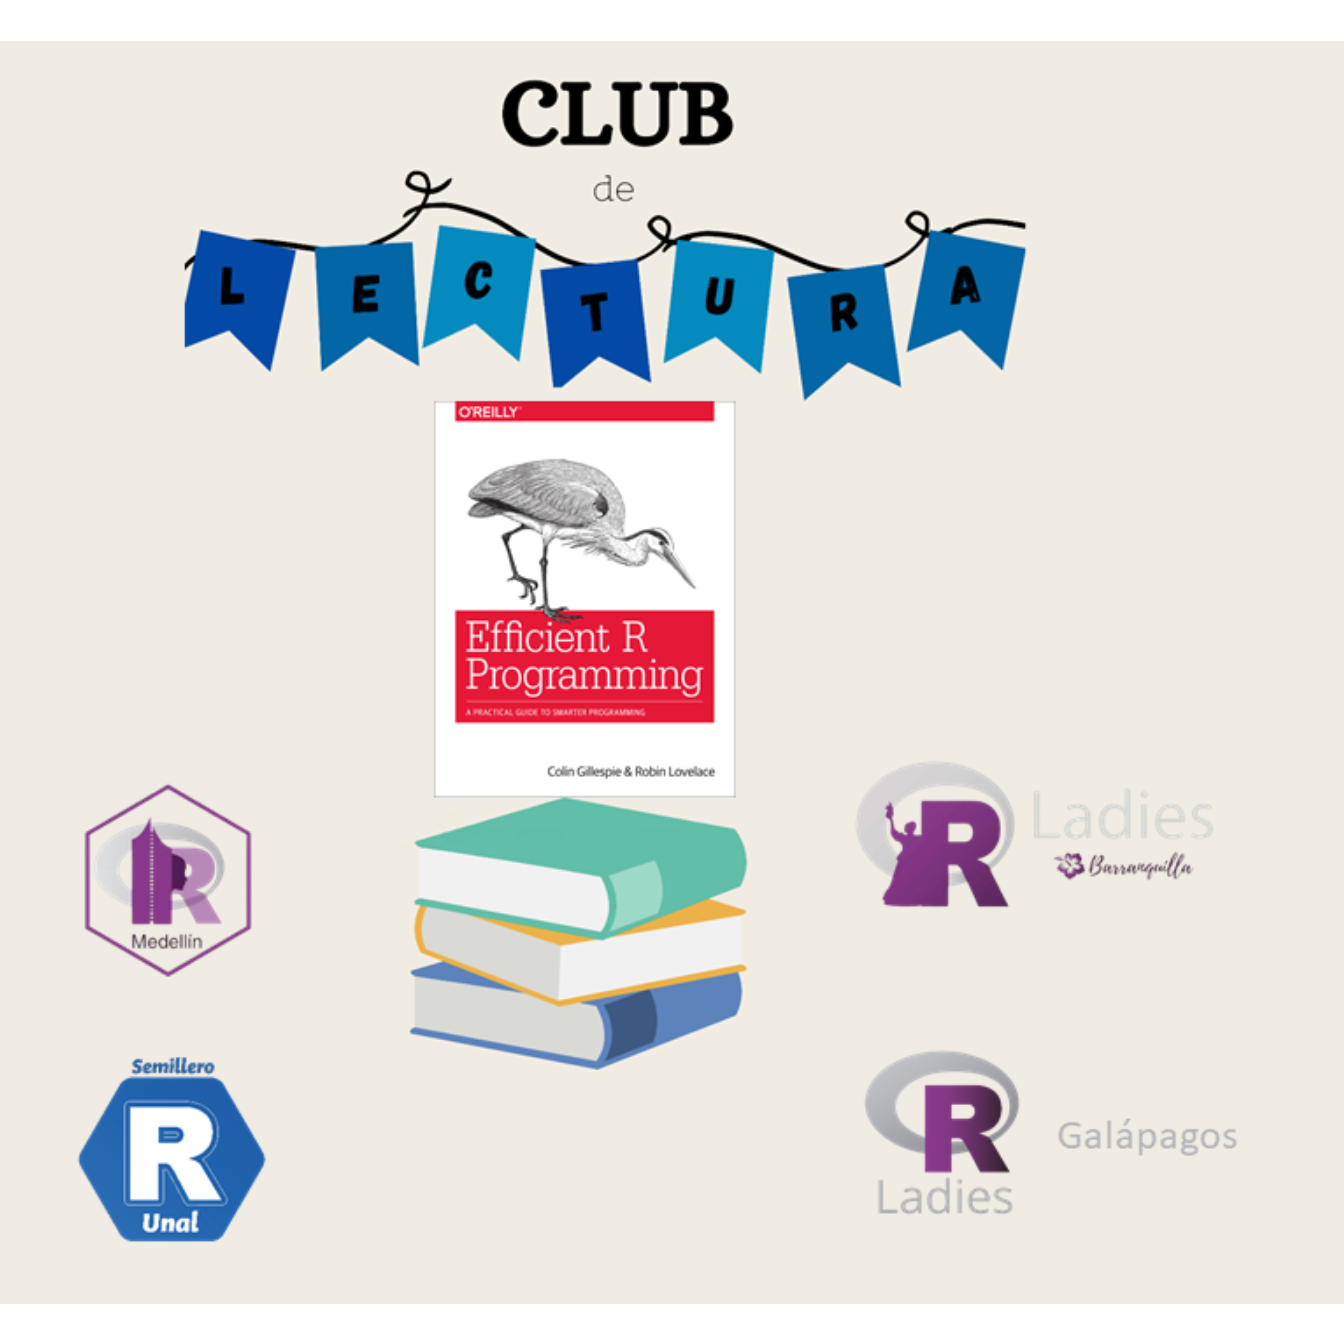 CLUB
de
LECTURA
O'REILLY
Efficient R
Programming
A PRACTICAL GUIDE TO SMARTER PROGRAMMING
Colin Gillespie & Robin Lovelace
R
Medellín
R Ladies
Barranquilla
Semillero
R
Unal
R
Ladies
Galápagos